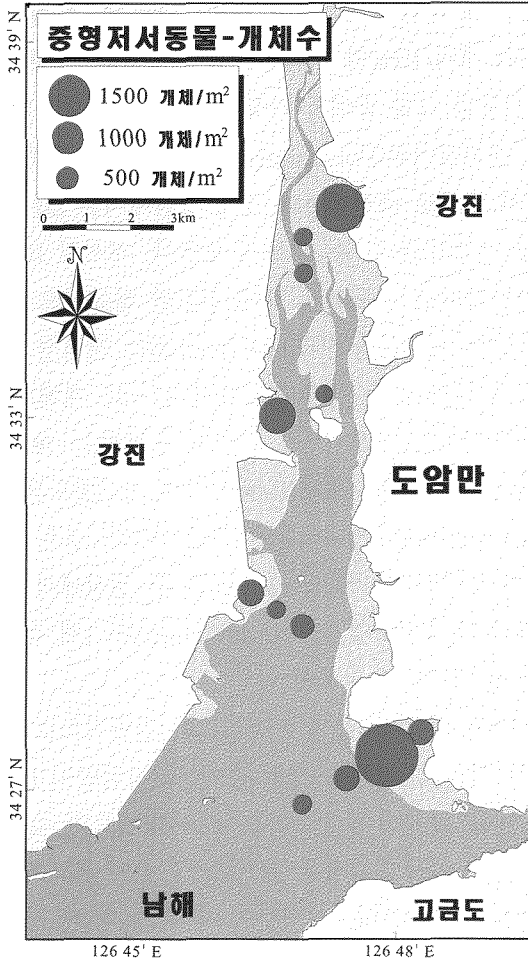 34 39' N
중형저서동물-개체수
1500 개체/m²
1000 개체/m²
500 개체/m²
0 1 2 3km
N
강진
34 33' N
강진
도암만
34 27' N
남해
고금도
126 45' E
126 48' E